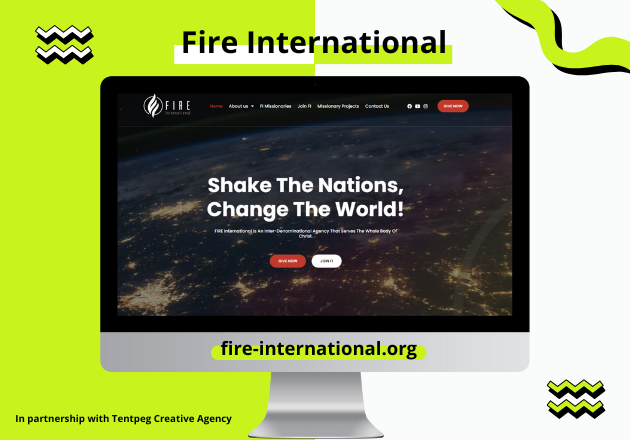 Fire International
FIRE
Home About us FI Missionaries Join FI Missionary Projects Contact Us GIVE NOW
Shake The Nations,
Change The World!
FIRE International Is An Inter-Denominational Agency That Serves The Whole Body Of
Christ.
GIVE NOW JOIN FI
fire-international.org
In partnership with Tentpeg Creative Agency